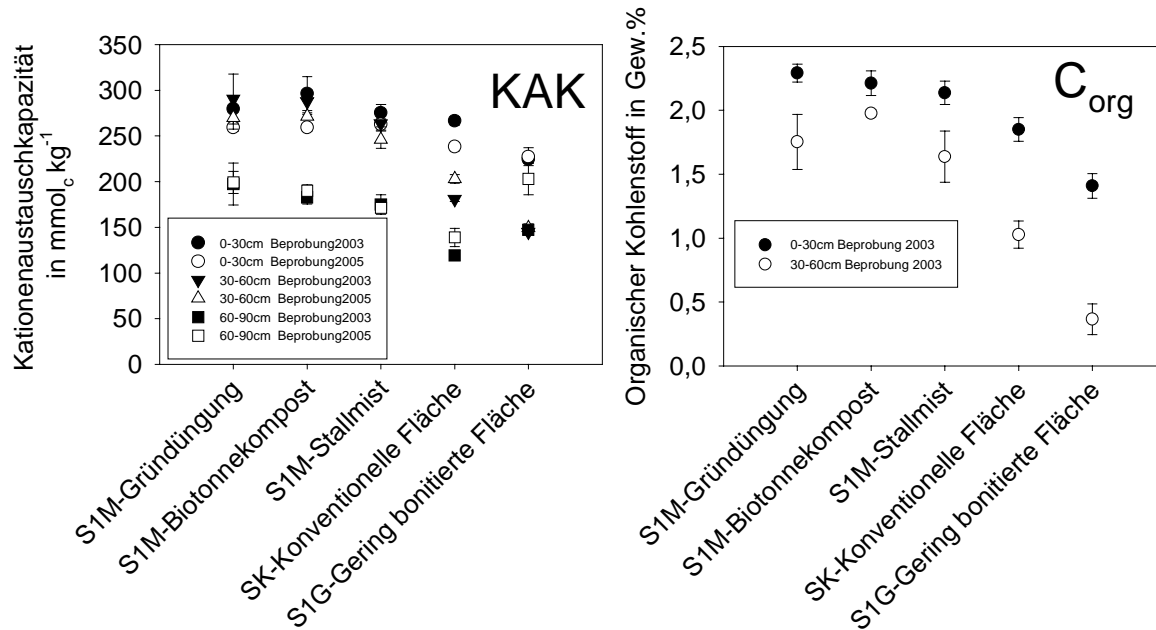 Kationenaustauschkapazität
in mmol_c kg^-1
350
300
250
200
150
100
50
0
KAK
0-30cm Beprobung2003
0-30cm Beprobung2005
30-60cm Beprobung2003
30-60cm Beprobung2005
60-90cm Beprobung2003
60-90cm Beprobung2005
S1M-Gründüngung
S1M-Biotonnekompost
S1M-Stallmist
SK-Konventionelle Fläche
S1G-Gering bonitierte Fläche
Organischer Kohlenstoff in Gew.%
2,5
2,0
1,5
1,0
0,5
0,0
C_org
0-30cm Beprobung 2003
30-60cm Beprobung 2003
S1M-Gründüngung
S1M-Biotonnekompost
S1M-Stallmist
SK-Konventionelle Fläche
S1G-Gering bonitierte Fläche